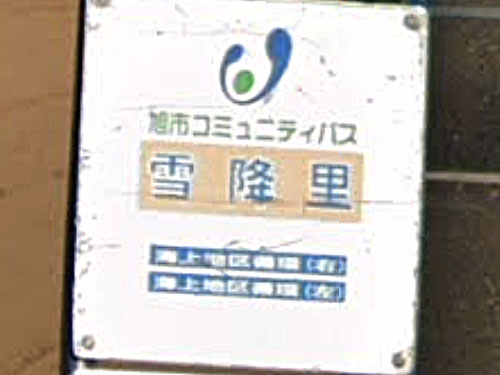 旭市コミュニティバス
雪降里
海上地区循環(右)
海上地区循環(左)